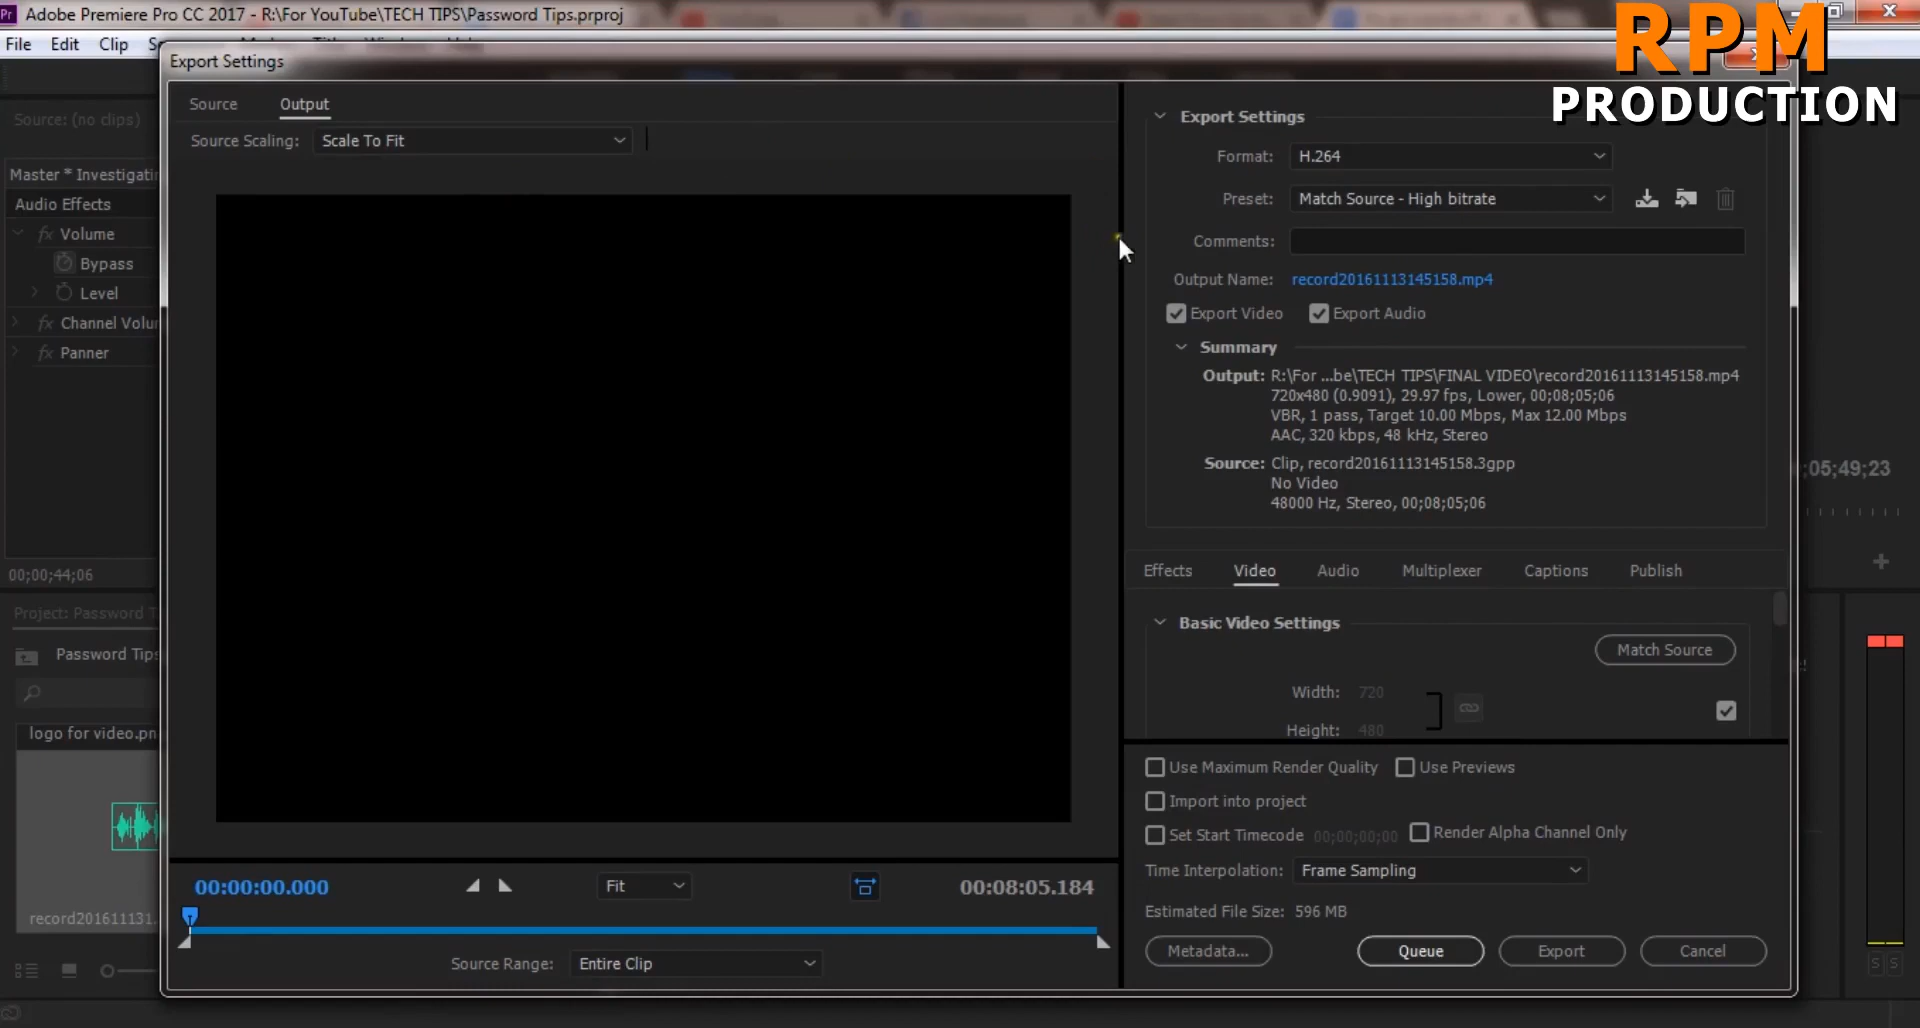 Adobe Premiere Pro CC 2017 - R:\For YouTube\TECH TIPS\Password Tips.prproj
RPM
PRODUCTION
File Edit Clip
Export Settings
Source Output
Source Scaling: Scale To Fit
Source: (no clips)
Master * Investigati
Audio Effects
fx Volume
Bypass
Level
fx Channel Volu
fx Panner
00;00;44;06
Project: Password T
Password Tips
logo for video.pn
record201611131
Export Settings
Format: H.264
Preset: Match Source - High bitrate
Comments:
Output Name: record20161113145158.mp4
Export Video Export Audio
Summary
Output: R:\For ...be\TECH TIPS\FINAL VIDEO\record20161113145158.mp4
720x480 (0.9091), 29.97 fps, Lower, 00;08;05;06
VBR, 1 pass, Target 10.00 Mbps, Max 12.00 Mbps
AAC, 320 kbps, 48 kHz, Stereo
Source: Clip, record20161113145158.3gpp
No Video
48000 Hz, Stereo, 00;08;05;06
;05;49;23
Effects Video Audio Multiplexer Captions Publish
Basic Video Settings
Match Source
Width: 720
Height: 480
Use Maximum Render Quality Use Previews
Import into project
Set Start Timecode 00;00;00;00 Render Alpha Channel Only
Time Interpolation: Frame Sampling
Estimated File Size: 596 MB
Metadata... Queue Export Cancel
00:00:00.000 Fit 00:08:05.184
Source Range: Entire Clip
S S